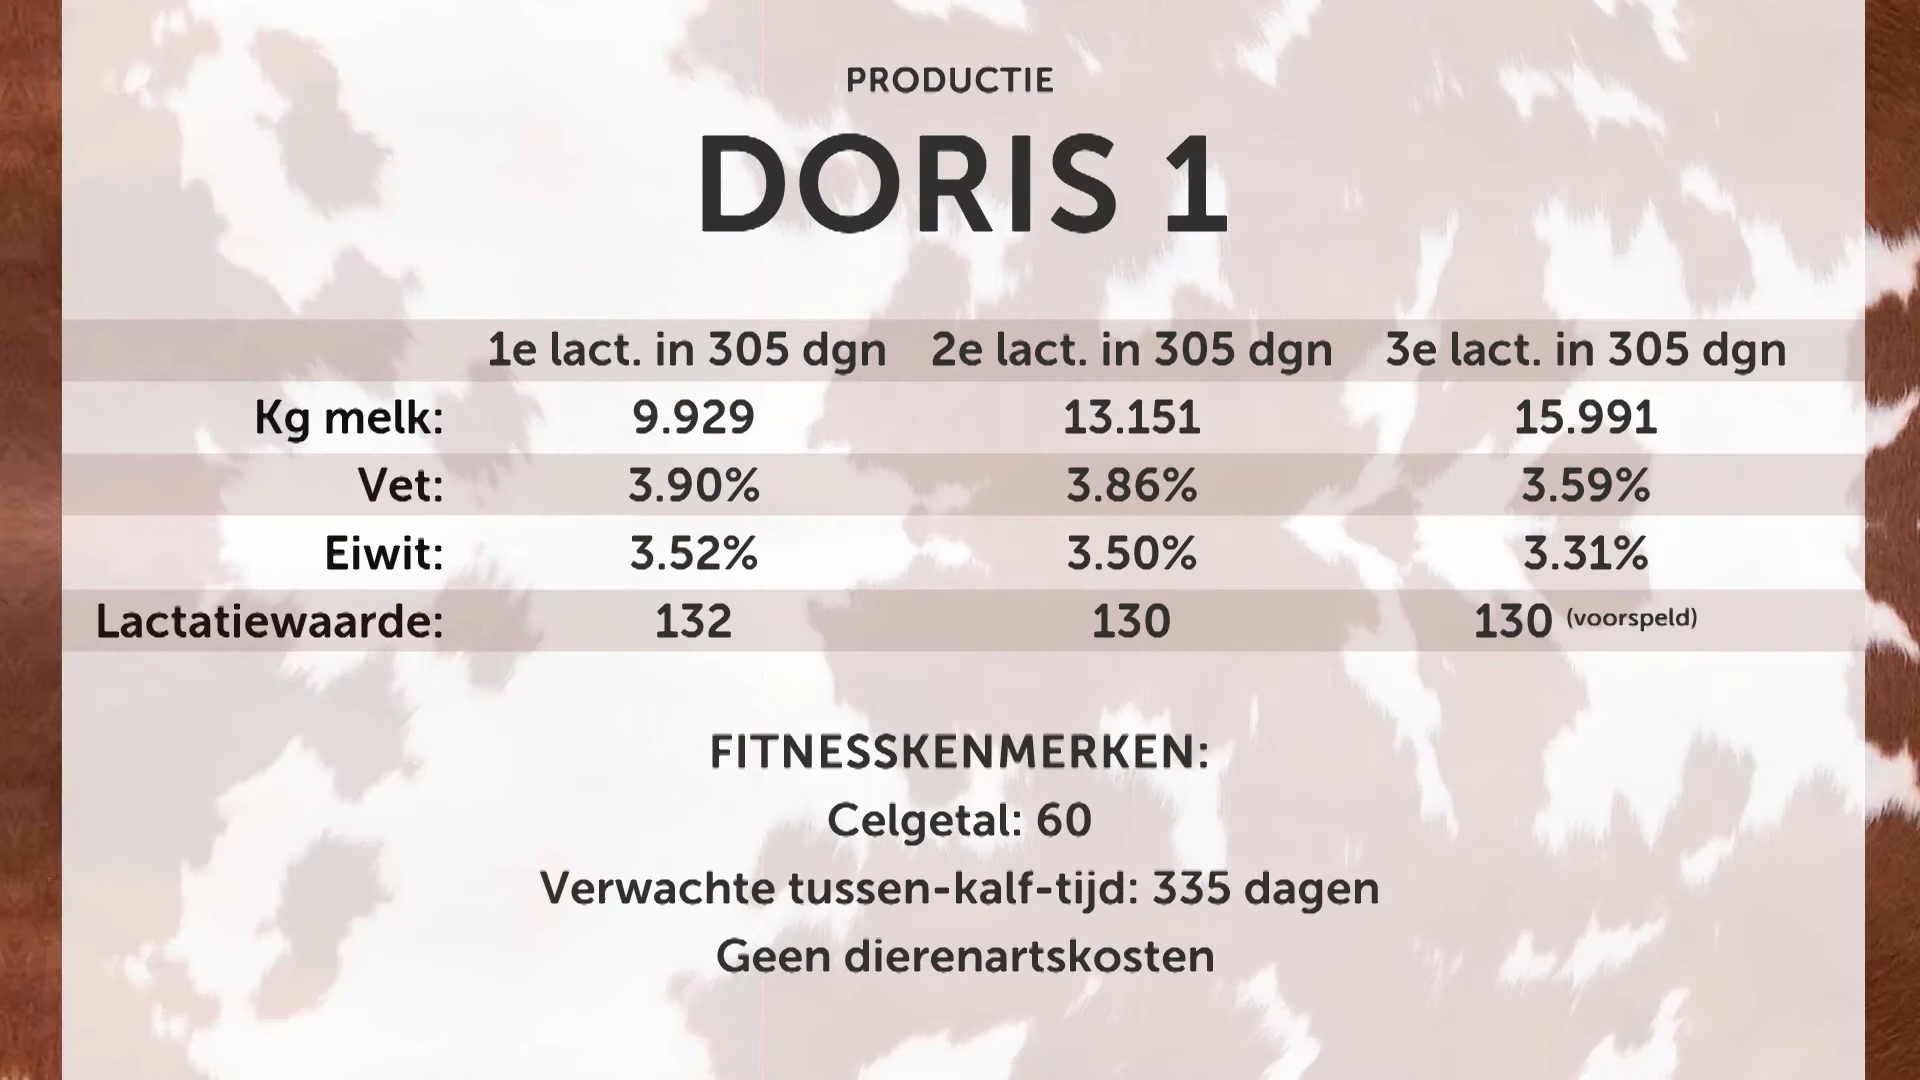 PRODUCTIE
DORIS 1
1e lact. in 305 dgn 2e lact. in 305 dgn 3e lact. in 305 dgn
Kg melk: 9.929 13.151 15.991
Vet: 3.90% 3.86% 3.59%
Eiwit: 3.52% 3.50% 3.31%
Lactatiewaarde: 132 130 130 (voorspeld)
FITNESSKENMERKEN:
Celgetal: 60
Verwachte tussen-kalf-tijd: 335 dagen
Geen dierenartskosten